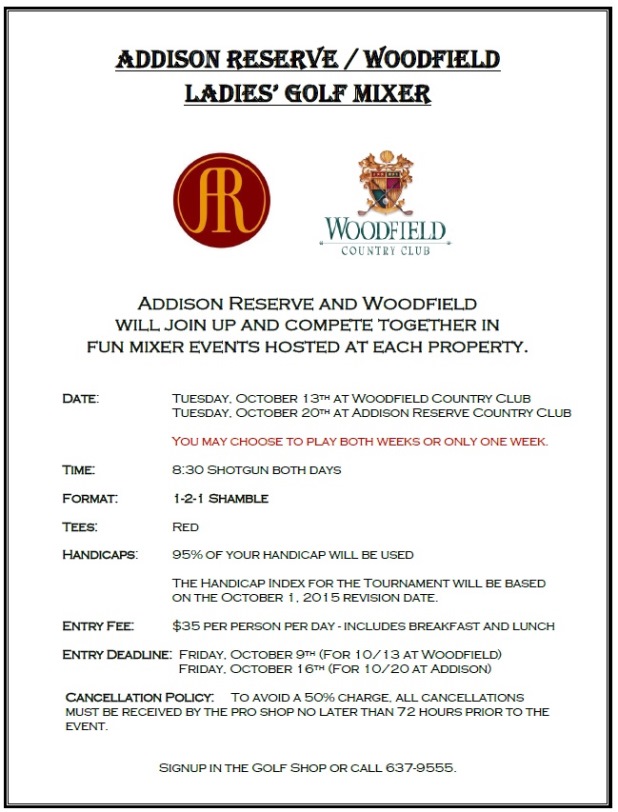 ADDISON RESERVE / WOODFIELD
LADIES' GOLF MIXER
AR
WOODFIELD
COUNTRY CLUB
ADDISON RESERVE AND WOODFIELD
WILL JOIN UP AND COMPETE TOGETHER IN
FUN MIXER EVENTS HOSTED AT EACH PROPERTY.
DATE: TUESDAY, OCTOBER 13TH AT WOODFIELD COUNTRY CLUB
TUESDAY, OCTOBER 20TH AT ADDISON RESERVE COUNTRY CLUB
YOU MAY CHOOSE TO PLAY BOTH WEEKS OR ONLY ONE WEEK.
TIME: 8:30 SHOTGUN BOTH DAYS
FORMAT: 1-2-1 SHAMBLE
TEES: RED
HANDICAPS: 95% OF YOUR HANDICAP WILL BE USED
THE HANDICAP INDEX FOR THE TOURNAMENT WILL BE BASED
ON THE OCTOBER 1, 2015 REVISION DATE.
ENTRY FEE: $35 PER PERSON PER DAY - INCLUDES BREAKFAST AND LUNCH
ENTRY DEADLINE: FRIDAY, OCTOBER 9TH (FOR 10/13 AT WOODFIELD)
FRIDAY, OCTOBER 16TH (FOR 10/20 AT ADDISON)
CANCELLATION POLICY: TO AVOID A 50% CHARGE, ALL CANCELLATIONS
MUST BE RECEIVED BY THE PRO SHOP NO LATER THAN 72 HOURS PRIOR TO THE
EVENT.
SIGNUP IN THE GOLF SHOP OR CALL 637-9555.